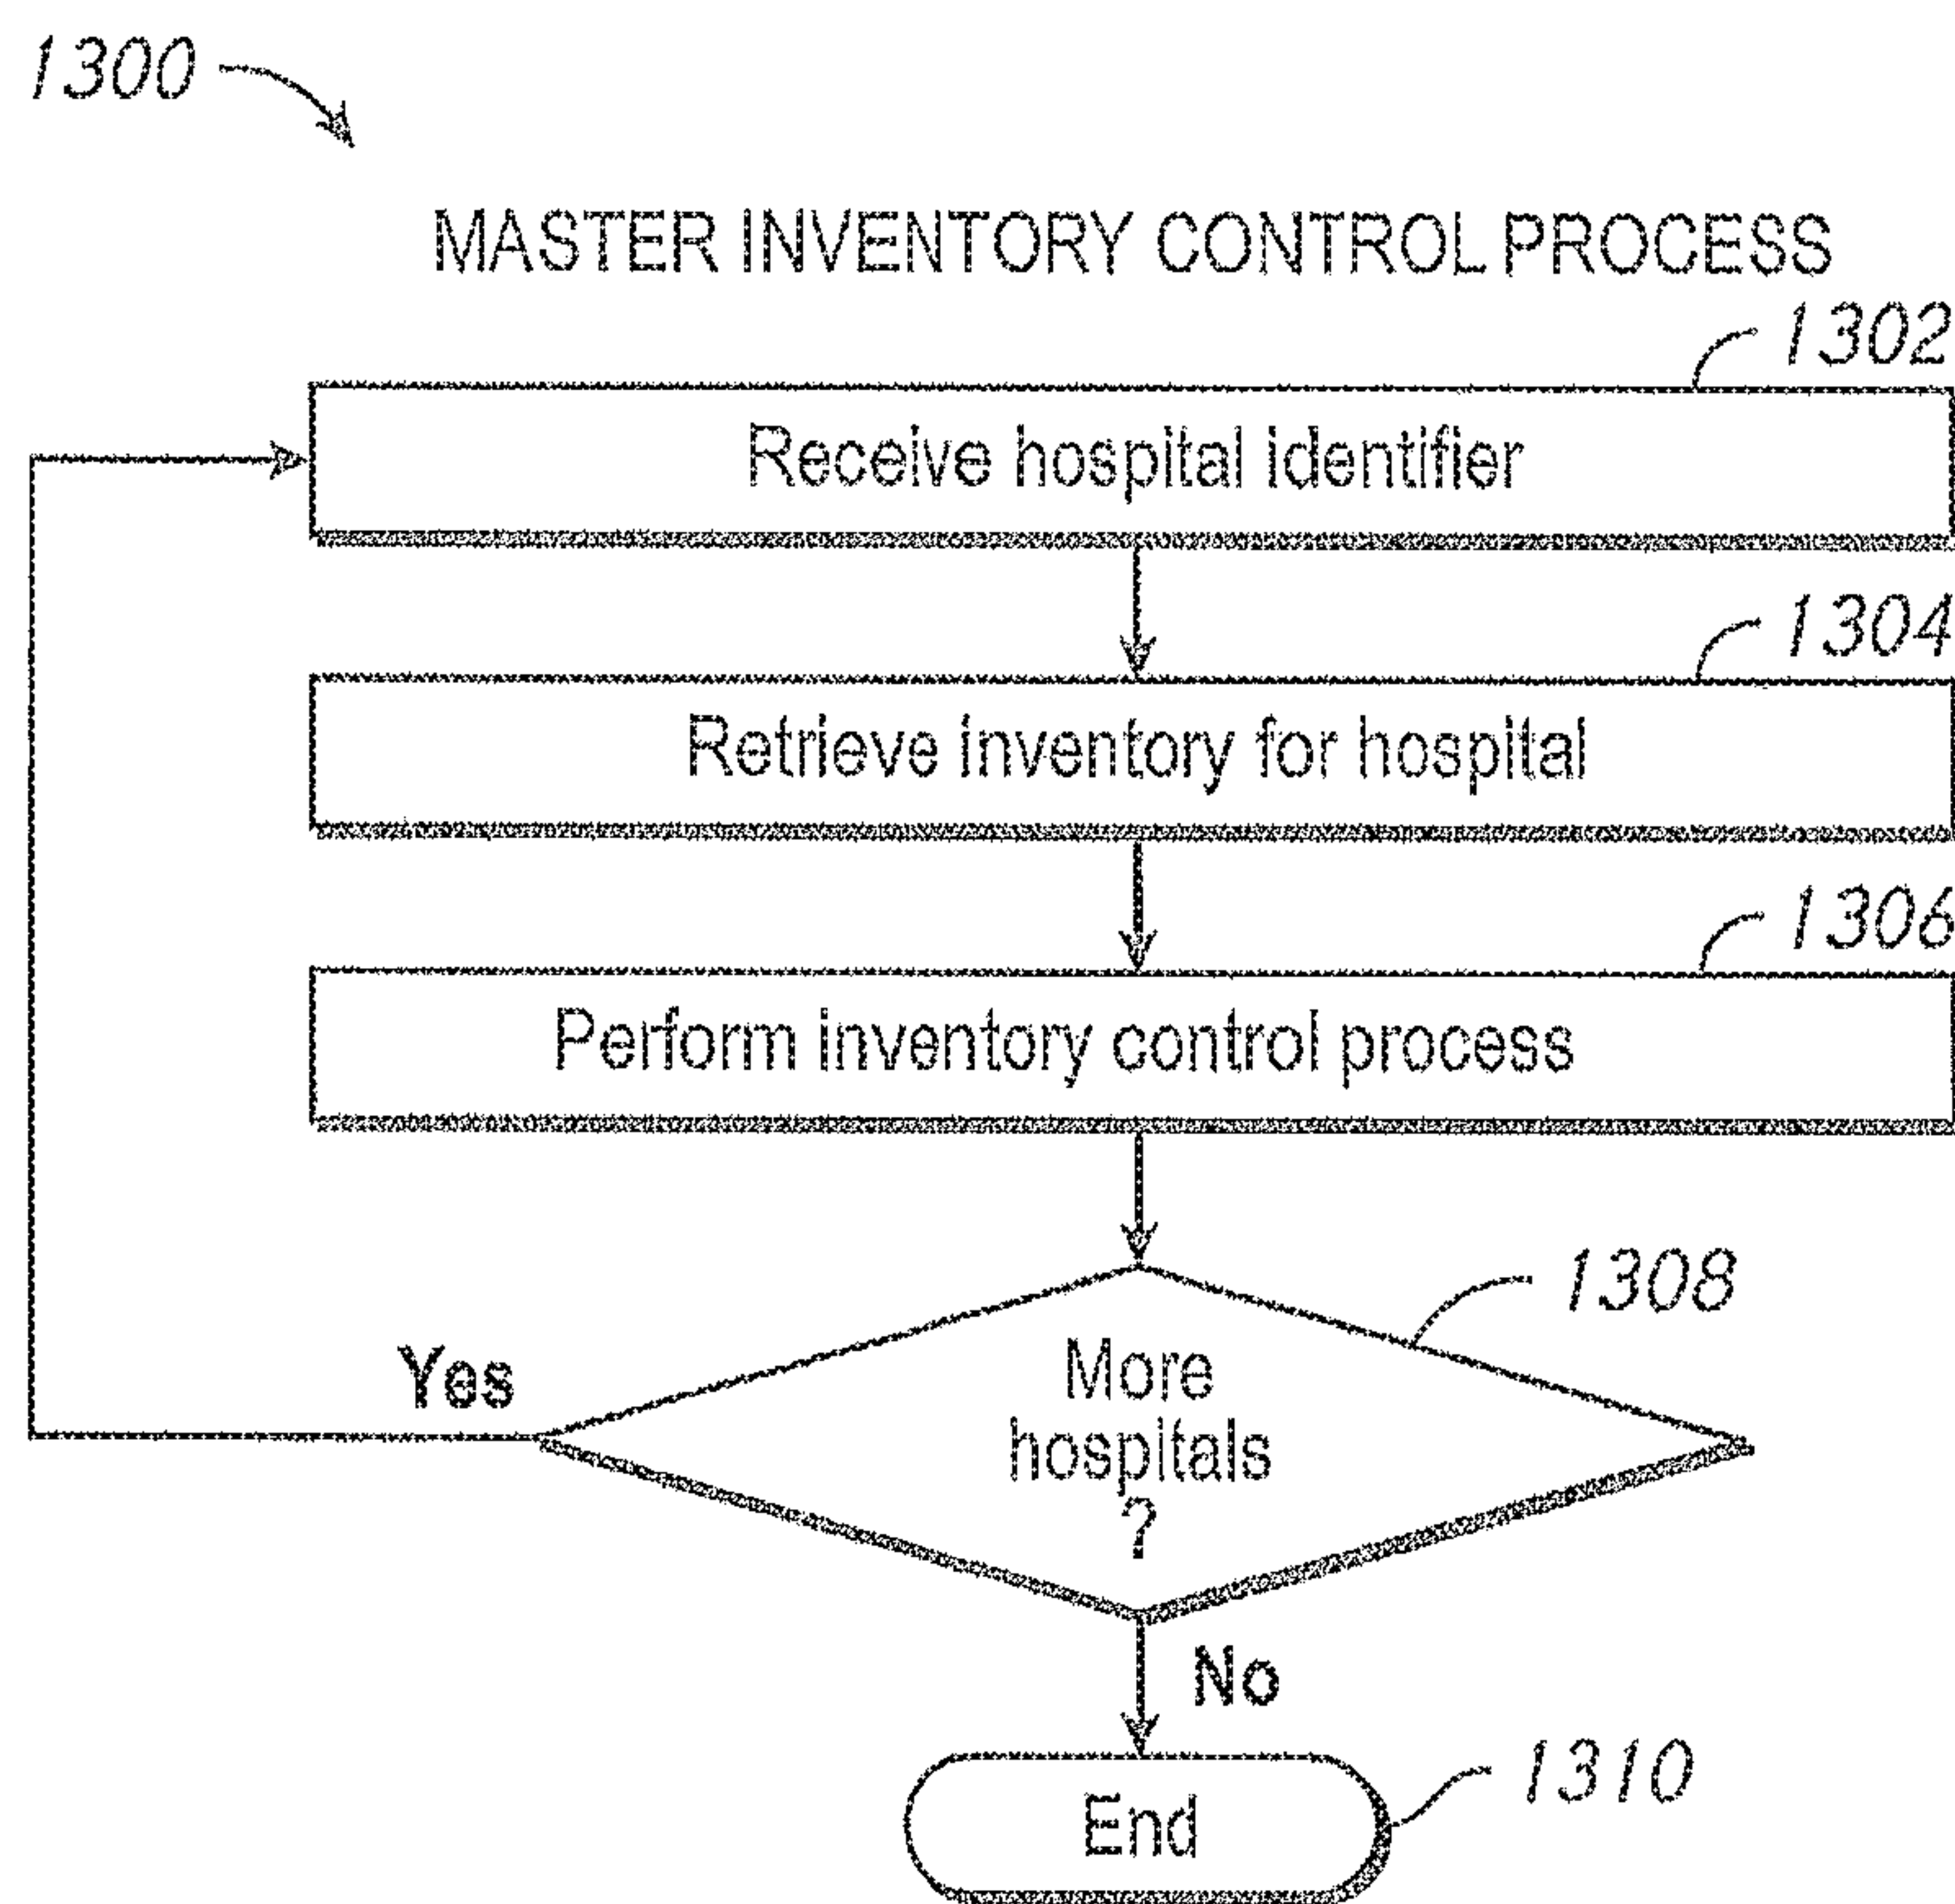 1300
MASTER INVENTORY CONTROL PROCESS
1302
Receive hospital identifier
1304
Retrieve inventory for hospital
1306
Perform inventory control process
1308
More
hospitals
?
Yes
No
1310
End